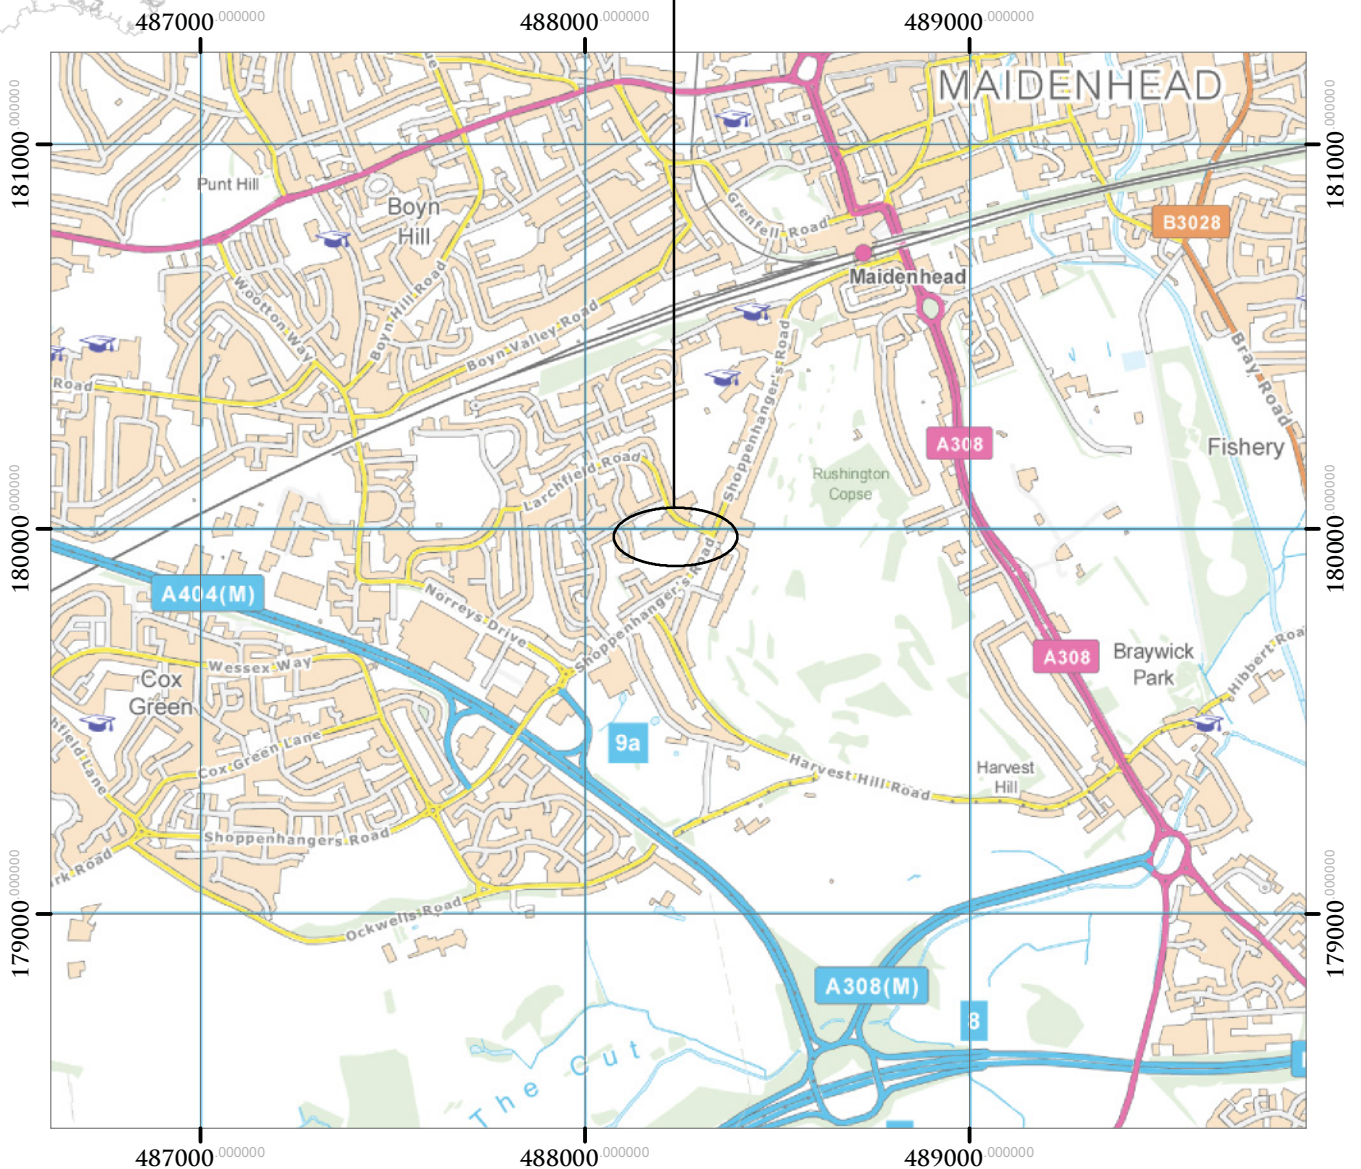 487000.000000 488000.000000 489000.000000
MAIDENHEAD
181000.000000
181000.000000
Punt Hill
Boyn
Hill
Grenfell Road
B3028
Maidenhead
Wootton Way
Boyn Hill Road
Boyn Valley Road
Shoppenhanger's Road
Bray Road
Road
A308
Fishery
Larchfield Road
Rushington
Copse
180000.000000
180000.000000
A404(M)
Norreys Drive
Shoppenhanger's Road
A308
Braywick
Park
Hibbert Roa
Wessex Way
Cox
Green
9a
hfield Lane
Cox Green Lane
Harvest Hill Road
Harvest
Hill
Shoppenhangers Road
rk Road
Ockwells Road
179000.000000
179000.000000
A308(M)
8
The Cut
487000.000000 488000.000000 489000.000000